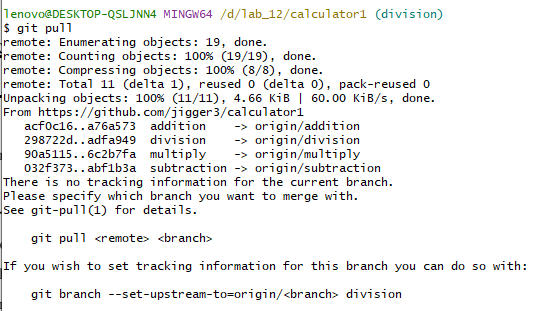 lenovo@DESKTOP-QSLJNN4 MINGW64 /d/lab_12/calculator1 (division)
$ git pull
remote: Enumerating objects: 19, done.
remote: Counting objects: 100% (19/19), done.
remote: Compressing objects: 100% (8/8), done.
remote: Total 11 (delta 1), reused 0 (delta 0), pack-reused 0
Unpacking objects: 100% (11/11), 4.66 KiB | 60.00 KiB/s, done.
From https://github.com/jigger3/calculator1
   acf0c16..a76a573  addition    -> origin/addition
   298722d..adfa949  division    -> origin/division
   90a5115..6c2b7fa  multiply    -> origin/multiply
   032f373..abf1b3a  subtraction -> origin/subtraction
There is no tracking information for the current branch.
Please specify which branch you want to merge with.
See git-pull(1) for details.

    git pull <remote> <branch>

If you wish to set tracking information for this branch you can do so with:

    git branch --set-upstream-to=origin/<branch> division